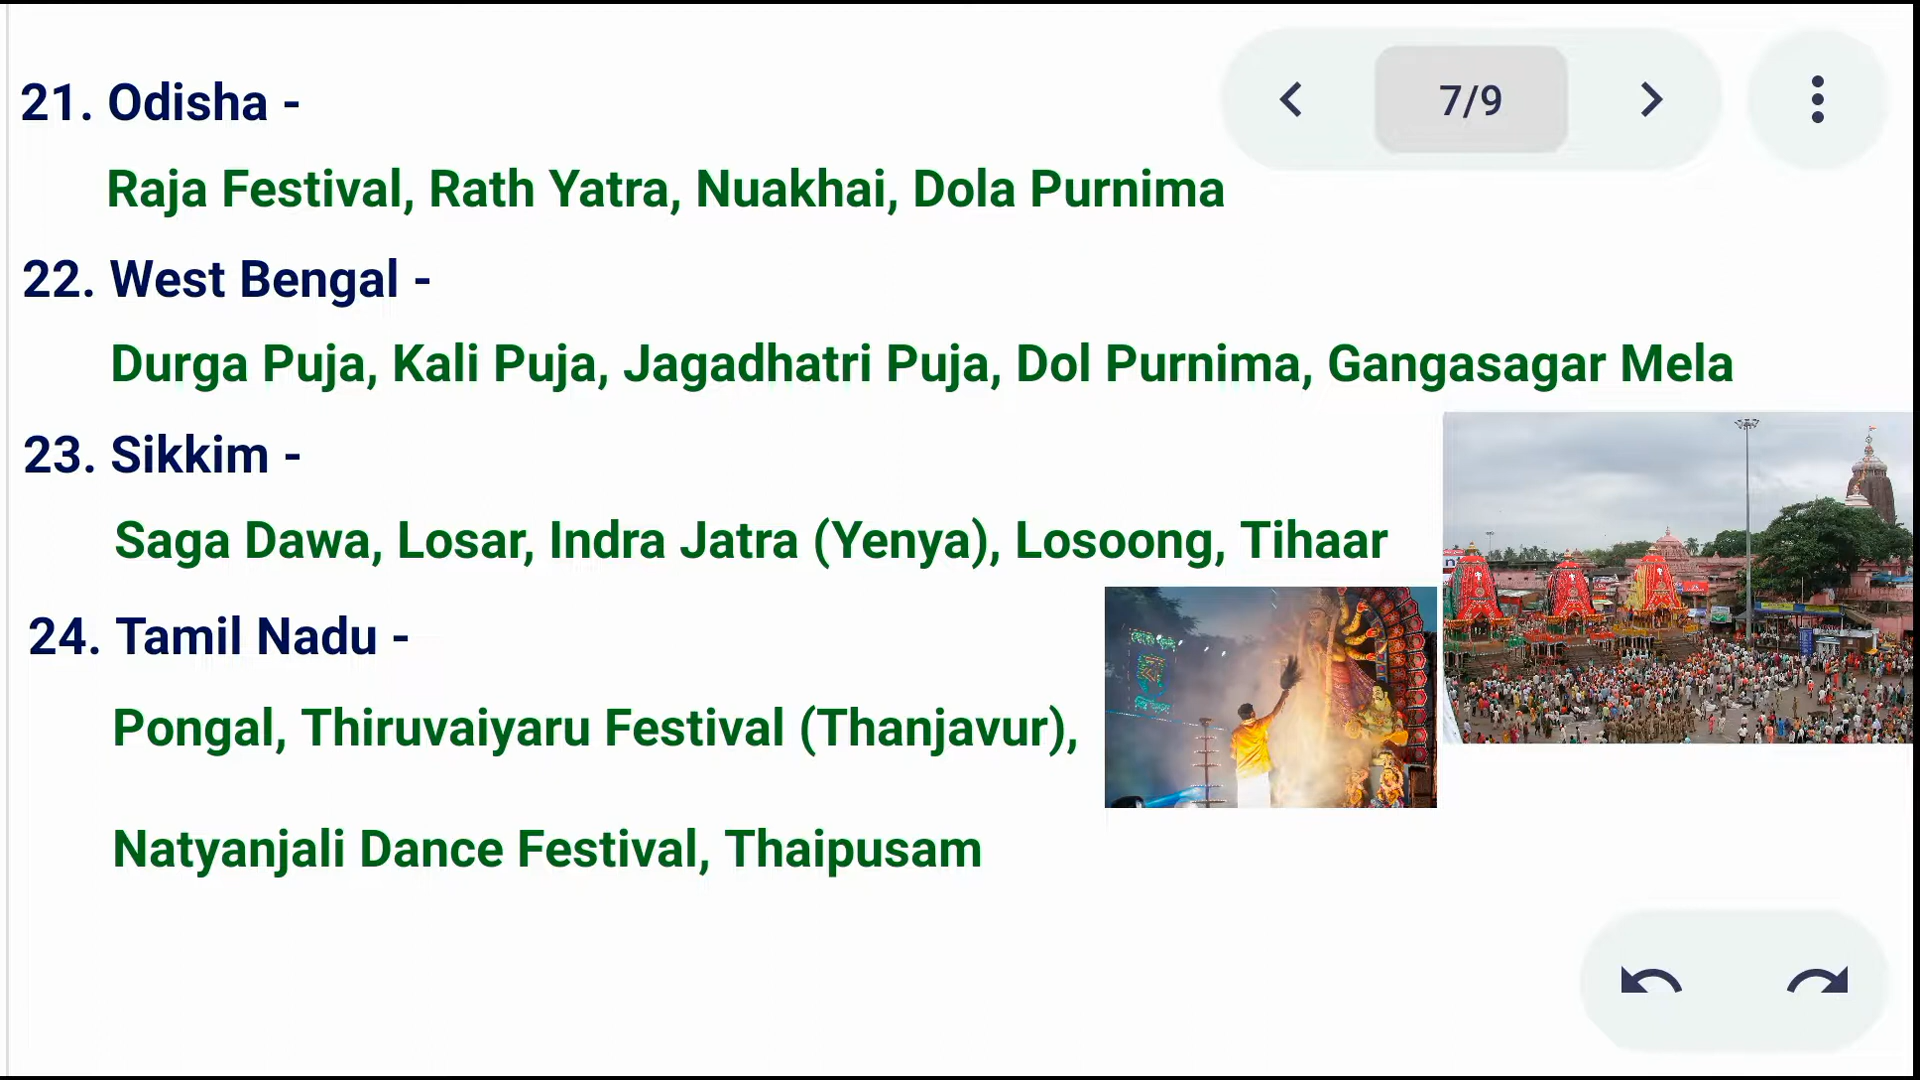 21. Odisha -
7/9
Raja Festival, Rath Yatra, Nuakhai, Dola Purnima
22. West Bengal -
Durga Puja, Kali Puja, Jagadhatri Puja, Dol Purnima, Gangasagar Mela
23. Sikkim -
Saga Dawa, Losar, Indra Jatra (Yenya), Losoong, Tihaar
24. Tamil Nadu -
Pongal, Thiruvaiyaru Festival (Thanjavur),
Natyanjali Dance Festival, Thaipusam